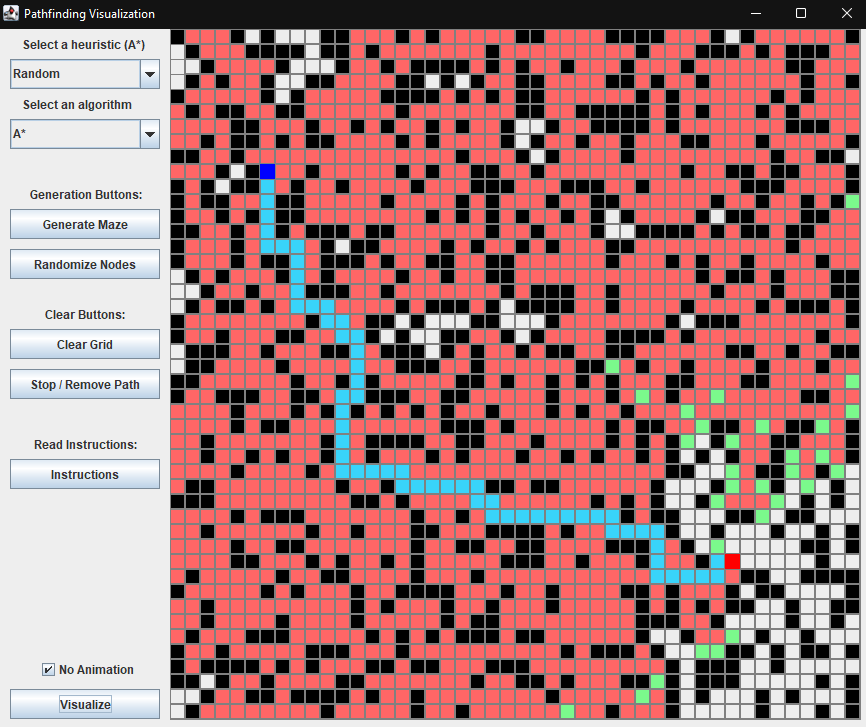 Pathfinding Visualization
Select a heuristic (A*)
Random
Select an algorithm
A*
Generation Buttons:
Generate Maze
Randomize Nodes
Clear Buttons:
Clear Grid
Stop / Remove Path
Read Instructions:
Instructions
No Animation
Visualize